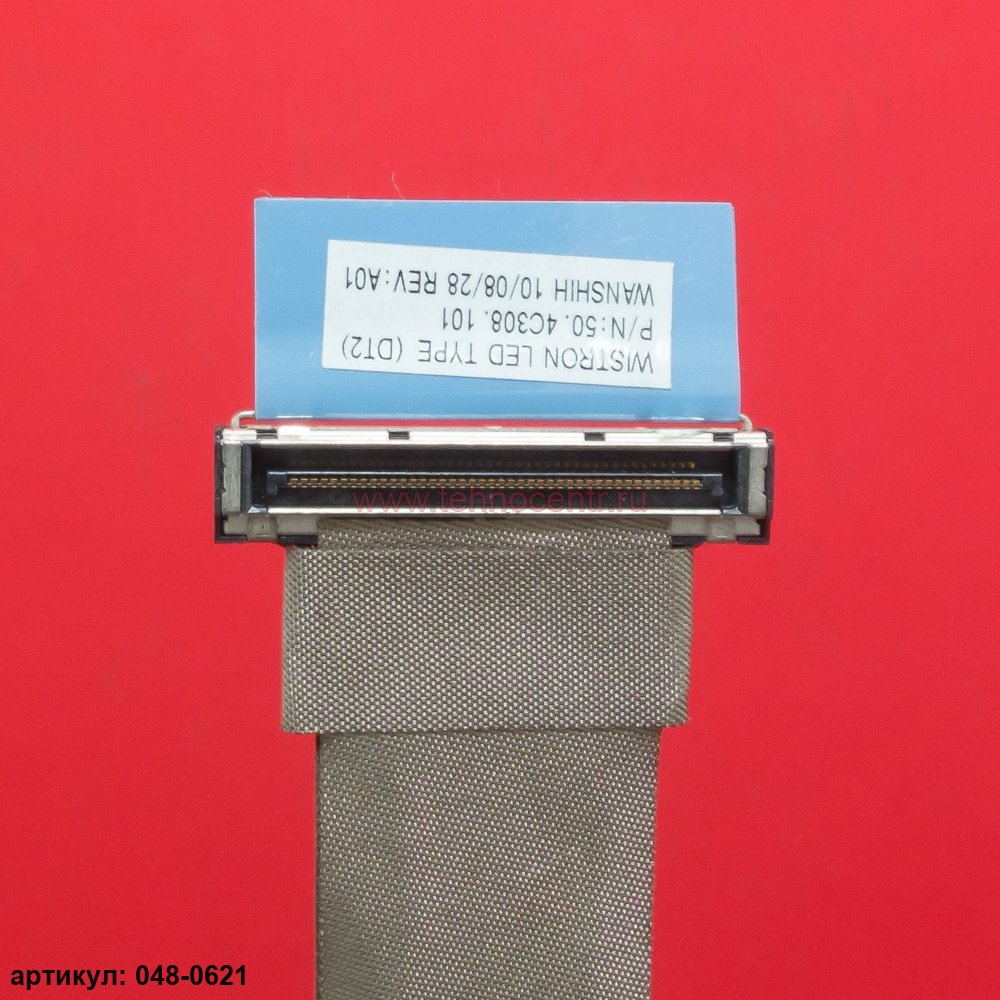 WISTRON LED TYPE (DT2)
P/N:50.4C308.101
WANSHIH 10/08/28 REV:A01
www.tehnocentr.ru
артикул: 048-0621